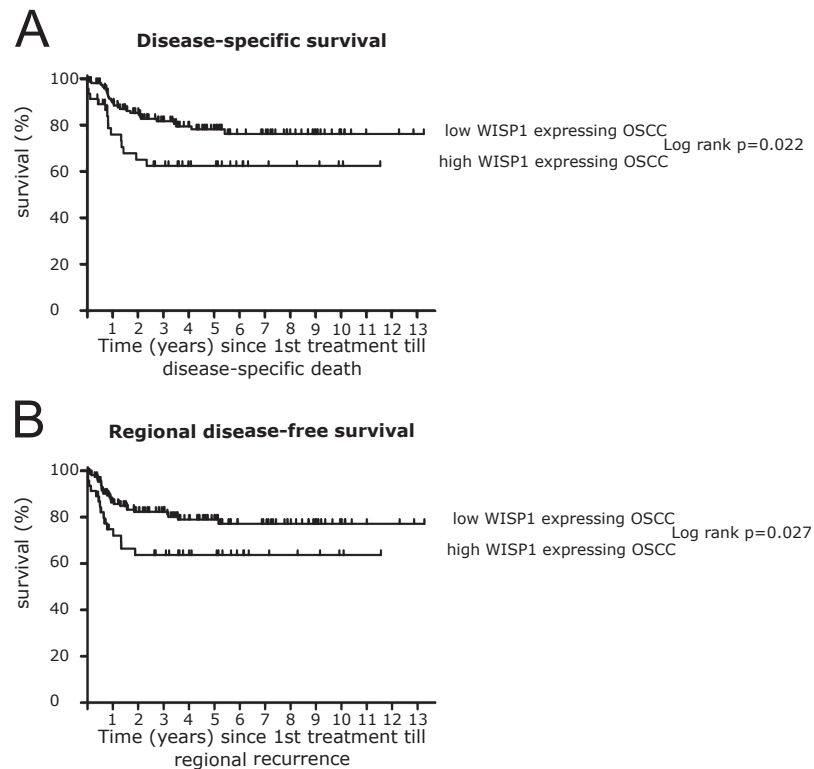 A
Disease-specific survival
100
80
60
40
20
0
survival (%)
low WISP1 expressing OSCC
high WISP1 expressing OSCC
Log rank p=0.022
1 2 3 4 5 6 7 8 9 10 11 12 13
Time (years) since 1st treatment till
disease-specific death
B
Regional disease-free survival
100
80
60
40
20
0
survival (%)
low WISP1 expressing OSCC
high WISP1 expressing OSCC
Log rank p=0.027
1 2 3 4 5 6 7 8 9 10 11 12 13
Time (years) since 1st treatment till
regional recurrence